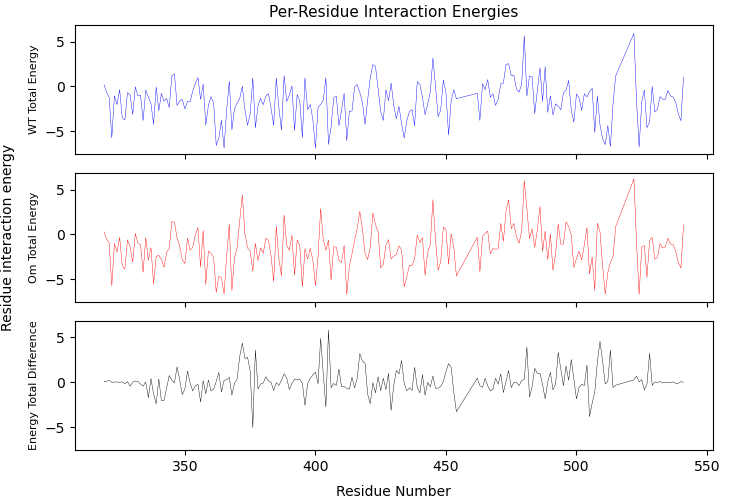 Per-Residue Interaction Energies
Residue interaction energy
WT Total Energy
5
0
−5
Om Total Energy
5
0
−5
Energy Total Difference
5
0
−5
350 400 450 500 550
Residue Number